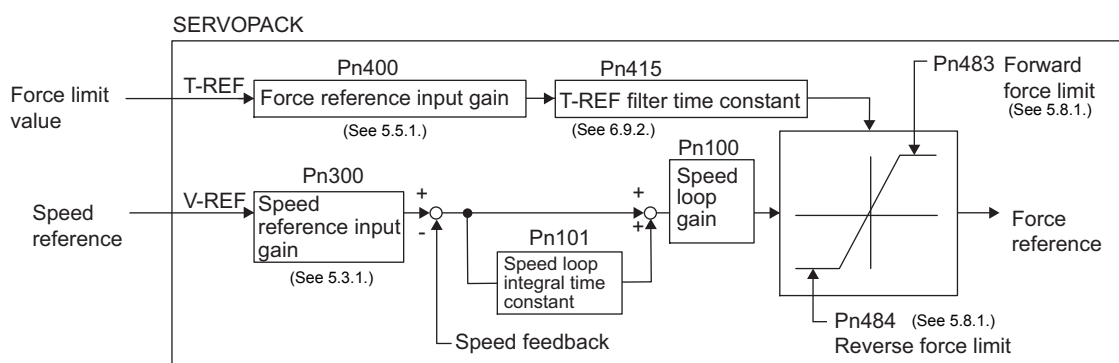 SERVOPACK
Force limit
value
T-REF
Pn400
Force reference input gain
(See 5.5.1.)
Pn415
T-REF filter time constant
(See 6.9.2.)
Pn483 Forward
force limit
(See 5.8.1.)
Speed
reference
V-REF
Pn300
Speed
reference input
gain
(See 5.3.1.)
+
-
Pn101
Speed loop
integral time
constant
Speed feedback
+
+
Pn100
Speed
loop
gain
Force
reference
Pn484 (See 5.8.1.)
Reverse force limit